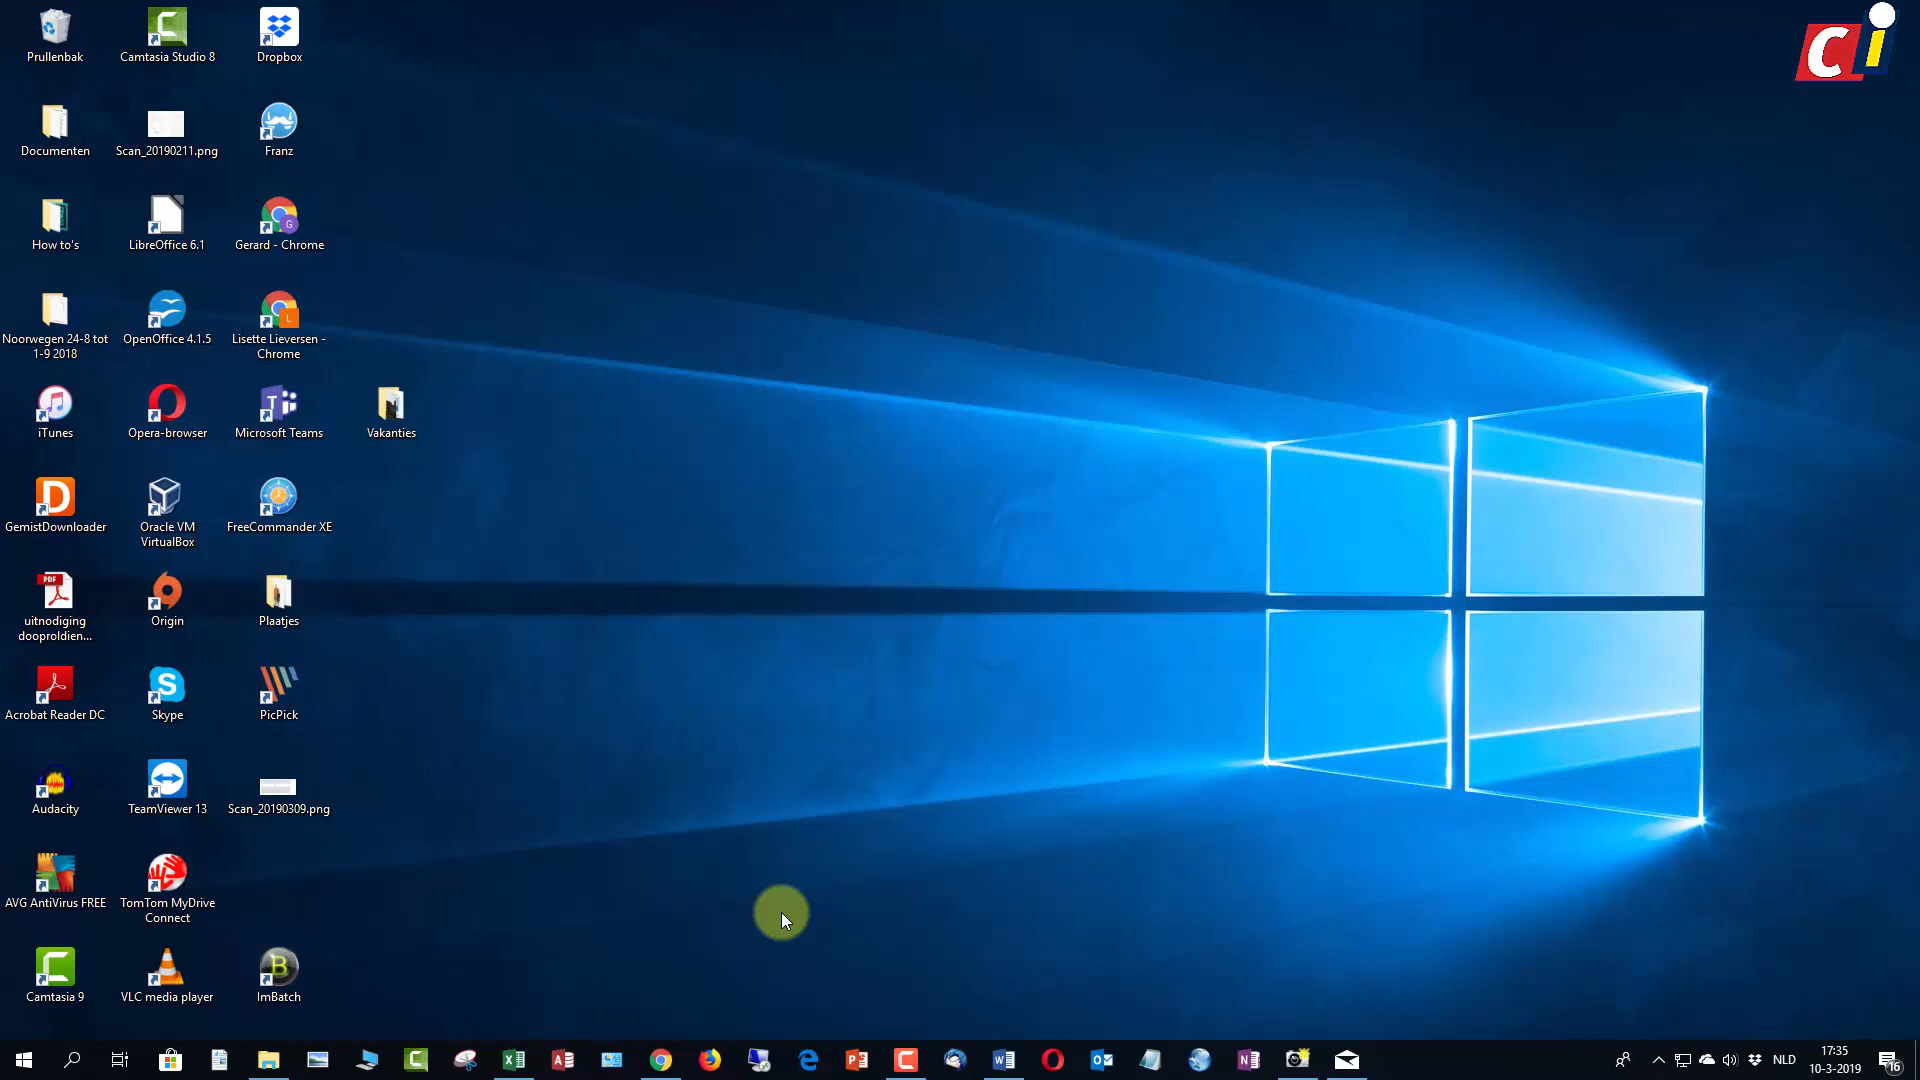 Prullenbak
Camtasia Studio 8
Dropbox
Ci
Documenten
Scan_20190211.png
Franz
How to's
LibreOffice 6.1
G
Gerard - Chrome
Noorwegen 24-8 tot
1-9 2018
OpenOffice 4.1.5
L
Lisette Lieversen -
Chrome
iTunes
Opera-browser
Microsoft Teams
Vakanties
GemistDownloader
Oracle VM
VirtualBox
FreeCommander XE
PDF
uitnodiging
dooproldien...
Origin
Plaatjes
Acrobat Reader DC
Skype
PicPick
Audacity
TeamViewer 13
Scan_20190309.png
AVG AntiVirus FREE
TomTom MyDrive
Connect
Camtasia 9
VLC media player
ImBatch
NLD
17:35
10-3-2019
16